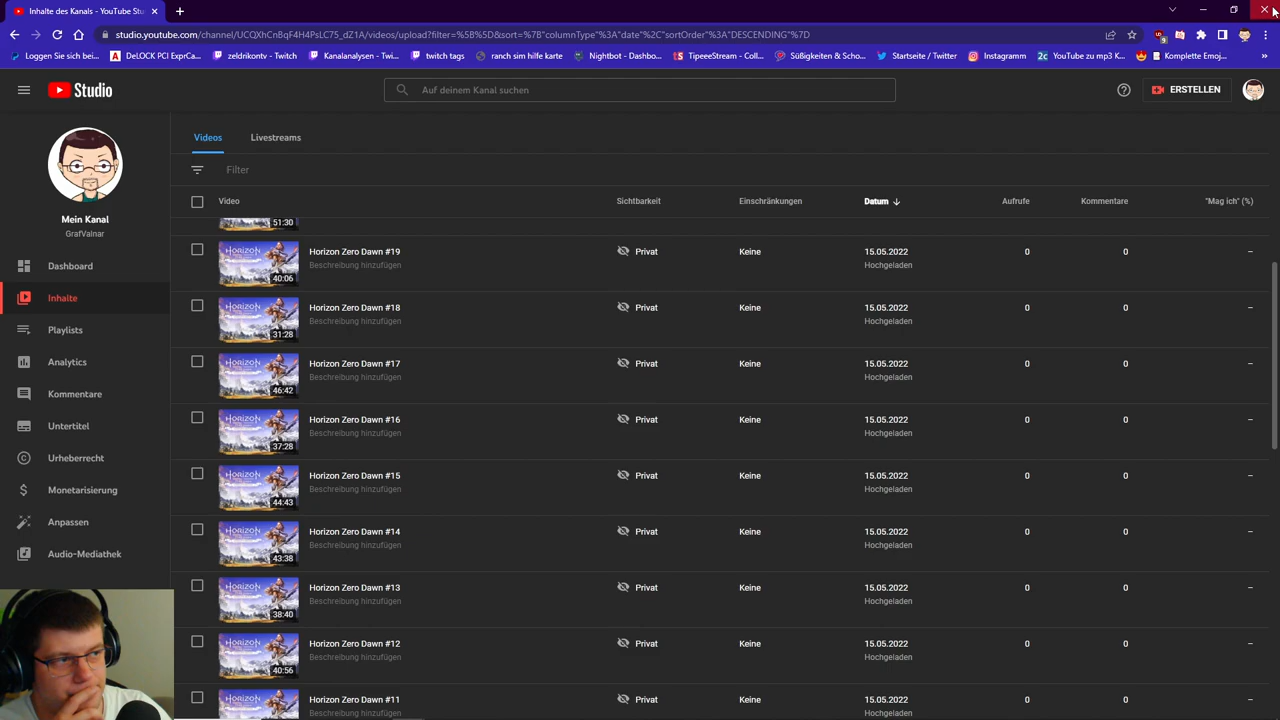 Inhalte des Kanals - YouTube Stu
studio.youtube.com/channel/UCQXhCnBqF4H4PsLC75_dZ1A/videos/upload?filter=%5B%5D&sort=%7B"columnType"%3A"date"%2C"sortOrder"%3A"DESCENDING"%7D
Loggen Sie sich bei...
DeLOCK PCI ExprCa...
zeldrikontv - Twitch
Kanalanalysen - Twi...
twitch tags
ranch sim hilfe karte
Nightbot - Dashbo...
TipeeeStream - Coll...
Süßigkeiten & Scho...
Startseite / Twitter
Instagramm
YouTube zu mp3 K...
Komplette Emoj...
Studio
Auf deinem Kanal suchen
ERSTELLEN
Mein Kanal
GrafValnar
Dashboard
Inhalte
Playlists
Analytics
Kommentare
Untertitel
Urheberrecht
Monetarisierung
Anpassen
Audio-Mediathek
Videos
Livestreams
Filter
Video
Sichtbarkeit
Einschränkungen
Datum
Aufrufe
Kommentare
"Mag ich" (%)
51:30
HORIZON
40:06
Horizon Zero Dawn #19
Beschreibung hinzufügen
Privat
Keine
15.05.2022
Hochgeladen
0
0
–
HORIZON
31:28
Horizon Zero Dawn #18
Beschreibung hinzufügen
Privat
Keine
15.05.2022
Hochgeladen
0
0
–
HORIZON
46:42
Horizon Zero Dawn #17
Beschreibung hinzufügen
Privat
Keine
15.05.2022
Hochgeladen
0
0
–
HORIZON
37:28
Horizon Zero Dawn #16
Beschreibung hinzufügen
Privat
Keine
15.05.2022
Hochgeladen
0
0
–
HORIZON
44:43
Horizon Zero Dawn #15
Beschreibung hinzufügen
Privat
Keine
15.05.2022
Hochgeladen
0
0
–
HORIZON
43:38
Horizon Zero Dawn #14
Beschreibung hinzufügen
Privat
Keine
15.05.2022
Hochgeladen
0
0
–
HORIZON
38:40
Horizon Zero Dawn #13
Beschreibung hinzufügen
Privat
Keine
15.05.2022
Hochgeladen
0
0
–
HORIZON
40:56
Horizon Zero Dawn #12
Beschreibung hinzufügen
Privat
Keine
15.05.2022
Hochgeladen
0
0
–
HORIZON
Horizon Zero Dawn #11
Beschreibung hinzufügen
Privat
Keine
15.05.2022
Hochgeladen
0
0
–